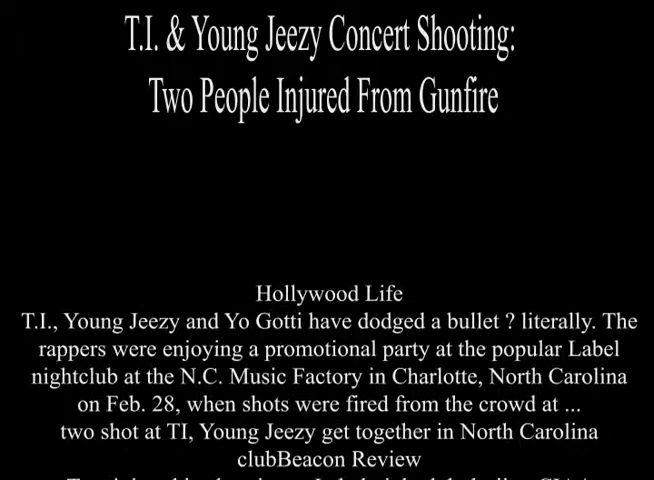 T.I. & Young Jeezy Concert Shooting:
Two People Injured From Gunfire
Hollywood Life
T.I., Young Jeezy and Yo Gotti have dodged a bullet ? literally. The
rappers were enjoying a promotional party at the popular Label
nightclub at the N.C. Music Factory in Charlotte, North Carolina
on Feb. 28, when shots were fired from the crowd at ...
two shot at TI, Young Jeezy get together in North Carolina
clubBeacon Review